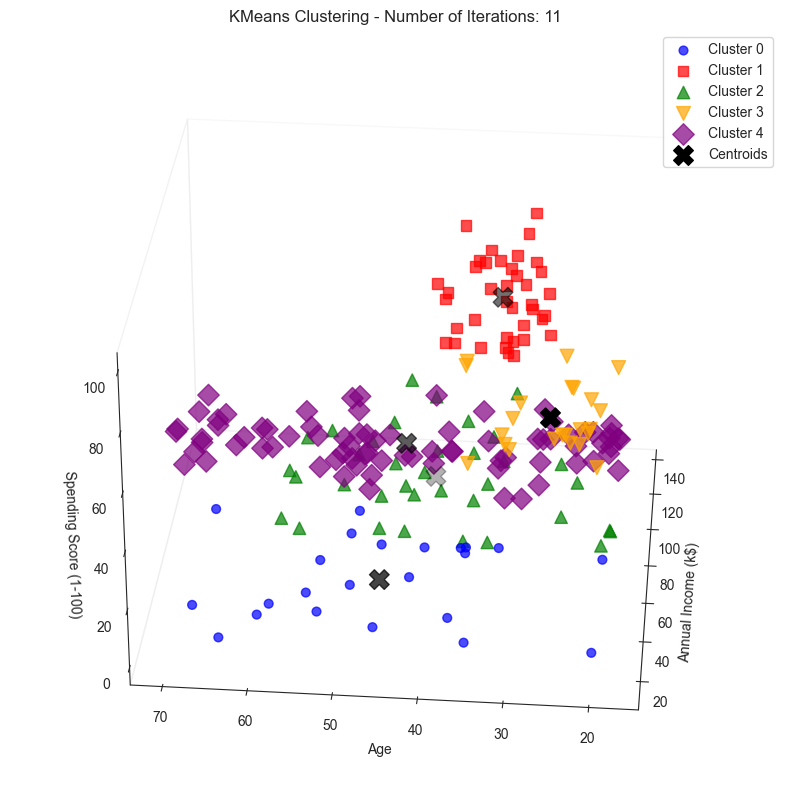 KMeans Clustering - Number of Iterations: 11
Cluster 0
Cluster 1
Cluster 2
Cluster 3
Cluster 4
Centroids
100
80
60
40
20
0
Spending Score (1-100)
70
60
50
40
30
20
Age
140
120
100
80
60
40
20
Annual Income (k$)